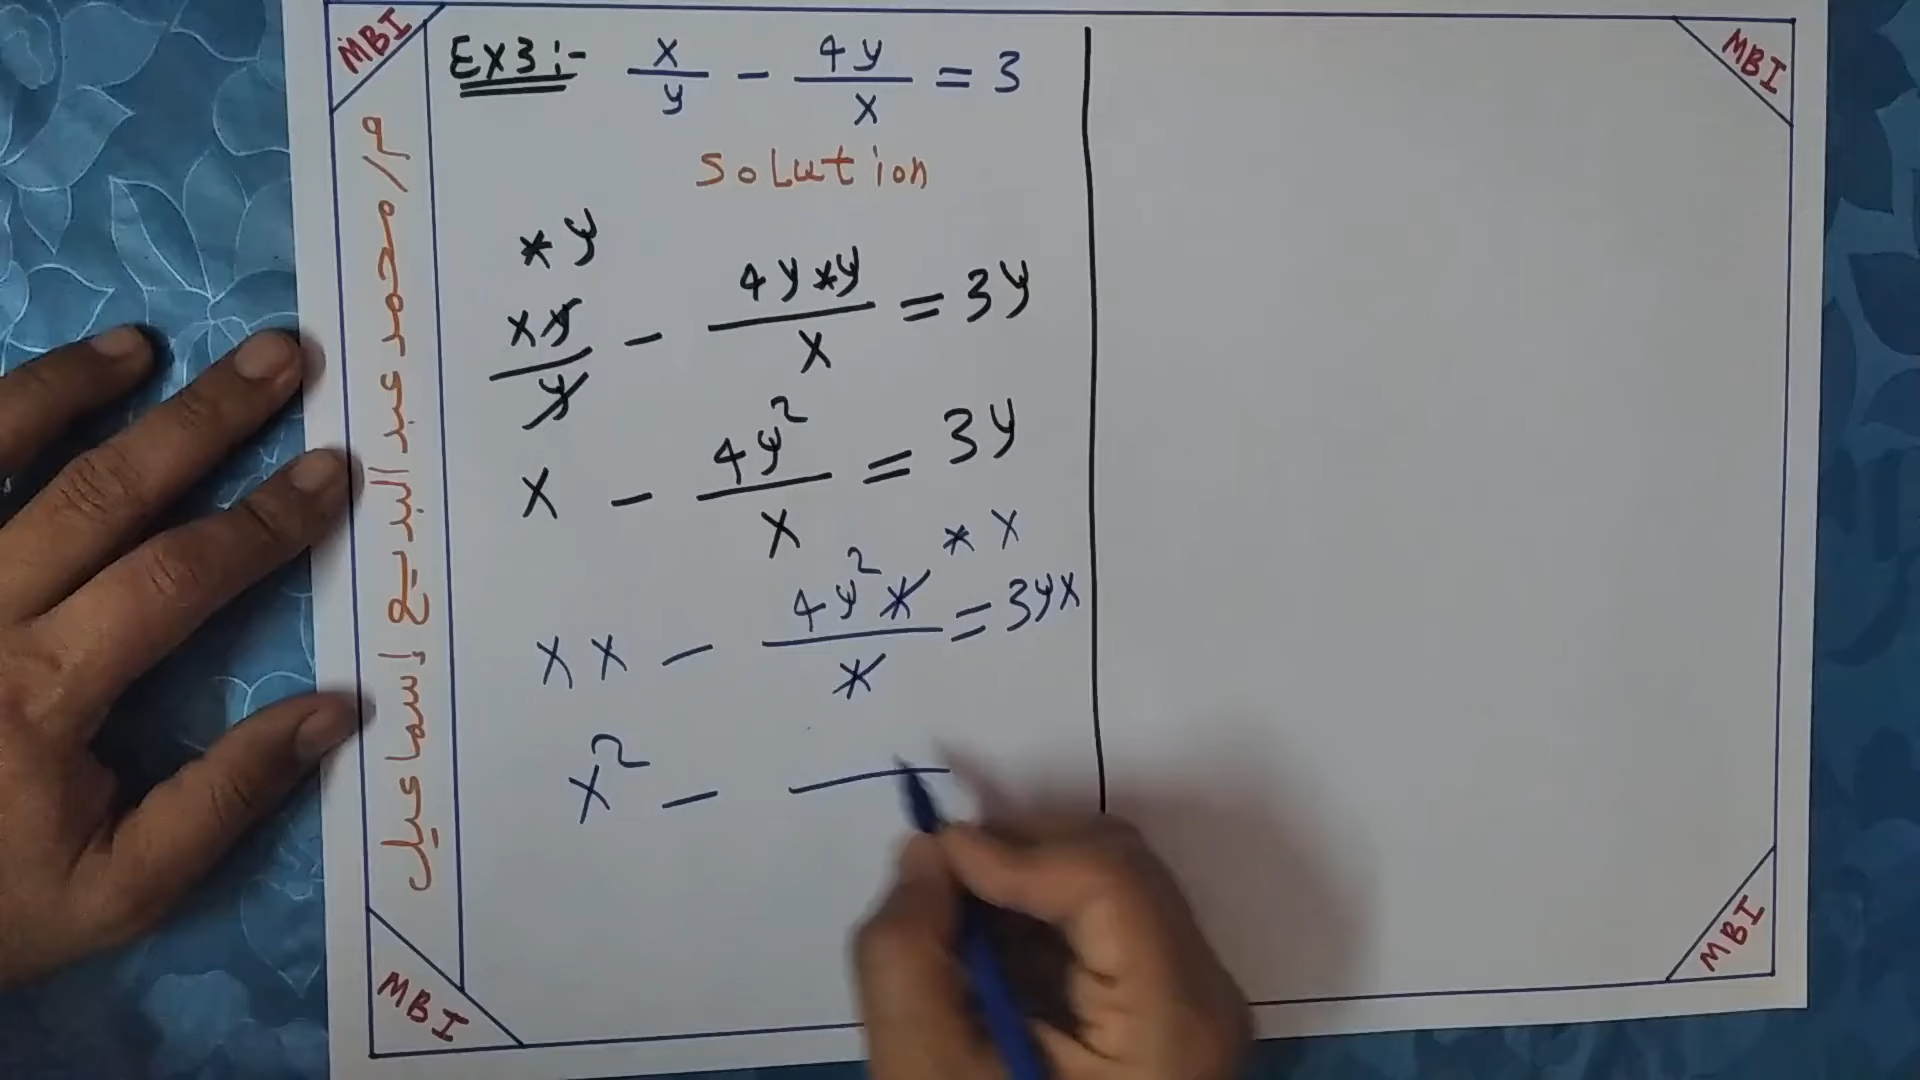 MBI
MBI
Ex3:- x/y - 4y/x = 3
Solution
*y
xy/y - 4y*y/x = 3y
x - 4y²/x = 3y
* x
xx - 4y²x/x = 3yx
x² -
م/محمد عبد البديع إسماعيل
MBI
MBI